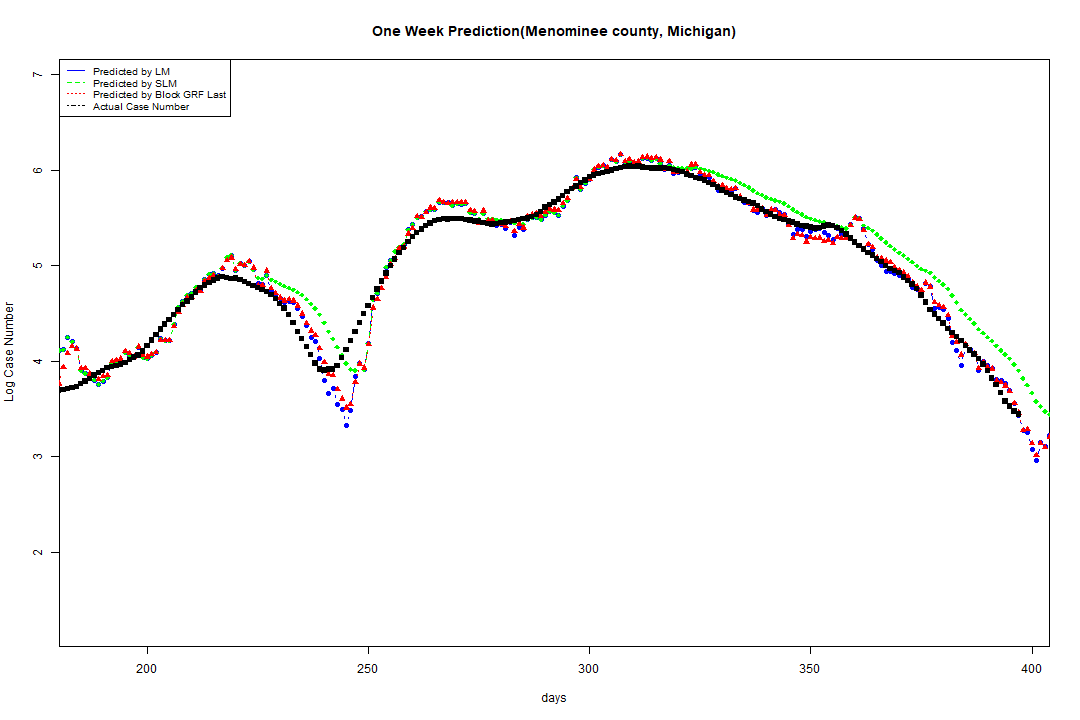 One Week Prediction(Menominee county, Michigan)
Predicted by LM
Predicted by SLM
Predicted by Block GRF Last
Actual Case Number
7
6
5
4
3
2
Log Case Number
200 250 300 350 400
days